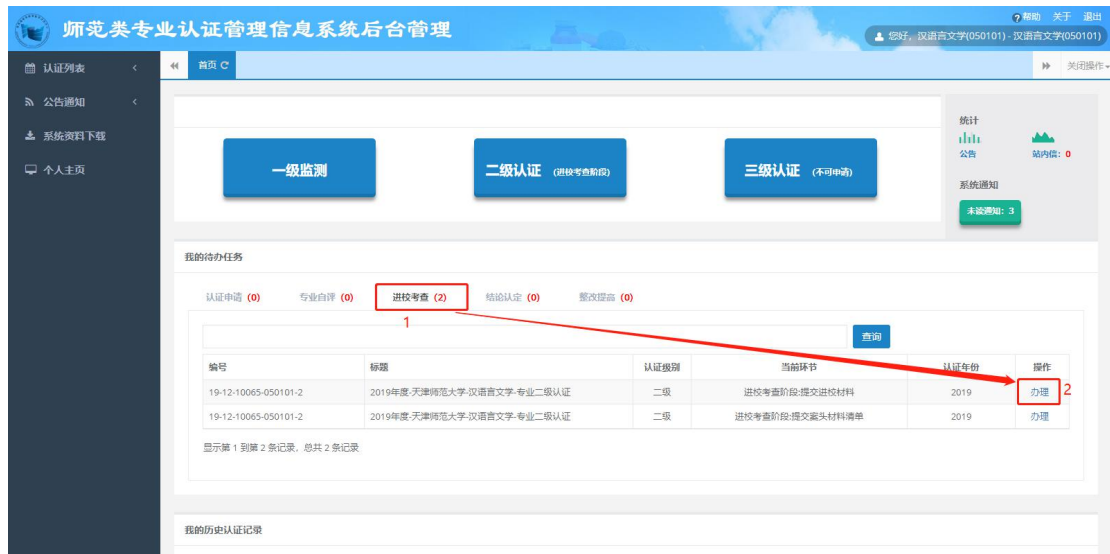 帮助 关于 退出
师范类专业认证管理信息系统后台管理
您好，汉语言文学(050101) - 汉语言文学(050101)
认证列表
首页
关闭操作
公告通知
系统资料下载
个人主页
一级监测
二级认证 (进校考查阶段)
三级认证 (不可申请)
统计
公告 站内信: 0
系统通知
未读通知: 3
我的待办任务
认证申请 (0) 专业自评 (0) 进校考查 (2) 结论认定 (0) 整改提高 (0)
1
查询
编号 标题 认证级别 当前环节 认证年份 操作
19-12-10065-050101-2 2019年度-天津师范大学-汉语言文学-专业二级认证 二级 进校考查阶段:提交进校材料 2019 办理 2
19-12-10065-050101-2 2019年度-天津师范大学-汉语言文学-专业二级认证 二级 进校考查阶段:提交案头材料清单 2019 办理
显示第 1 到第 2 条记录，总共 2 条记录
我的历史认证记录